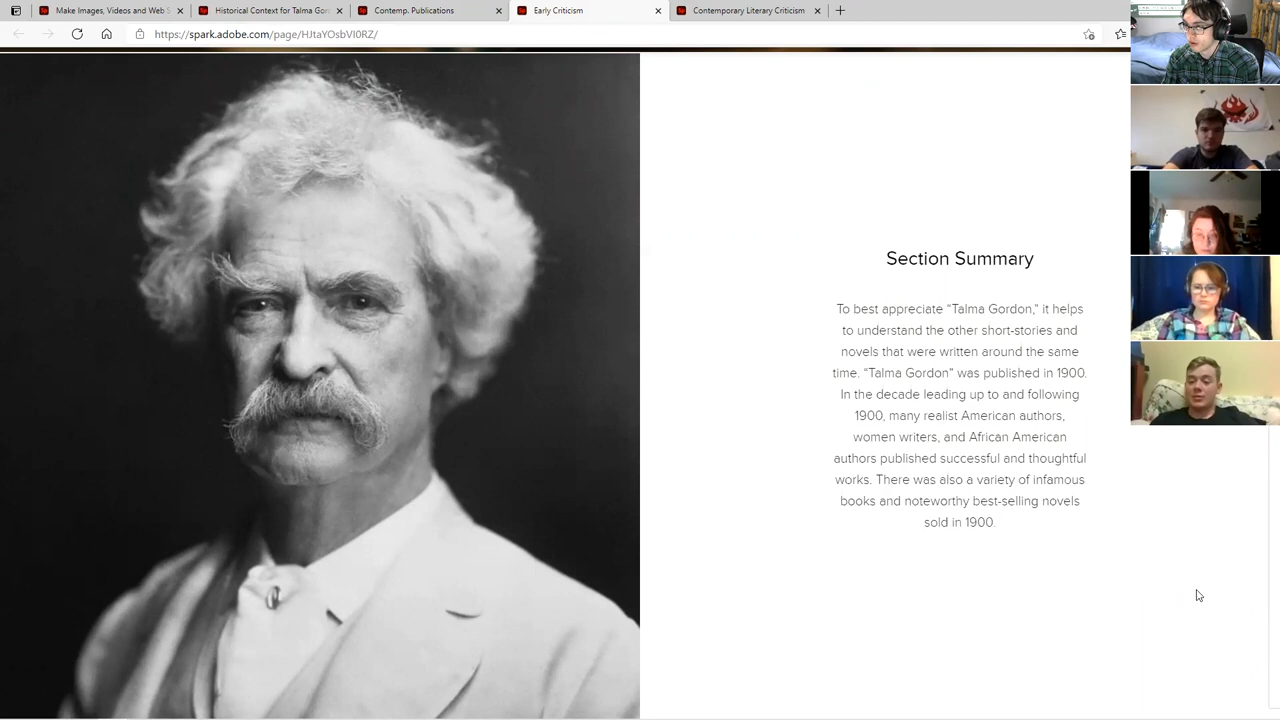 Make Images, Videos and Web S
Historical Context for Talma Gor
Contemp. Publications
Early Criticism
Contemporary Literary Criticism
https://spark.adobe.com/page/HJtaYOsbVI0RZ/
Section Summary
To best appreciate “Talma Gordon,” it helps
to understand the other short-stories and
novels that were written around the same
time. “Talma Gordon” was published in 1900.
In the decade leading up to and following
1900, many realist American authors,
women writers, and African American
authors published successful and thoughtful
works. There was also a variety of infamous
books and noteworthy best-selling novels
sold in 1900.